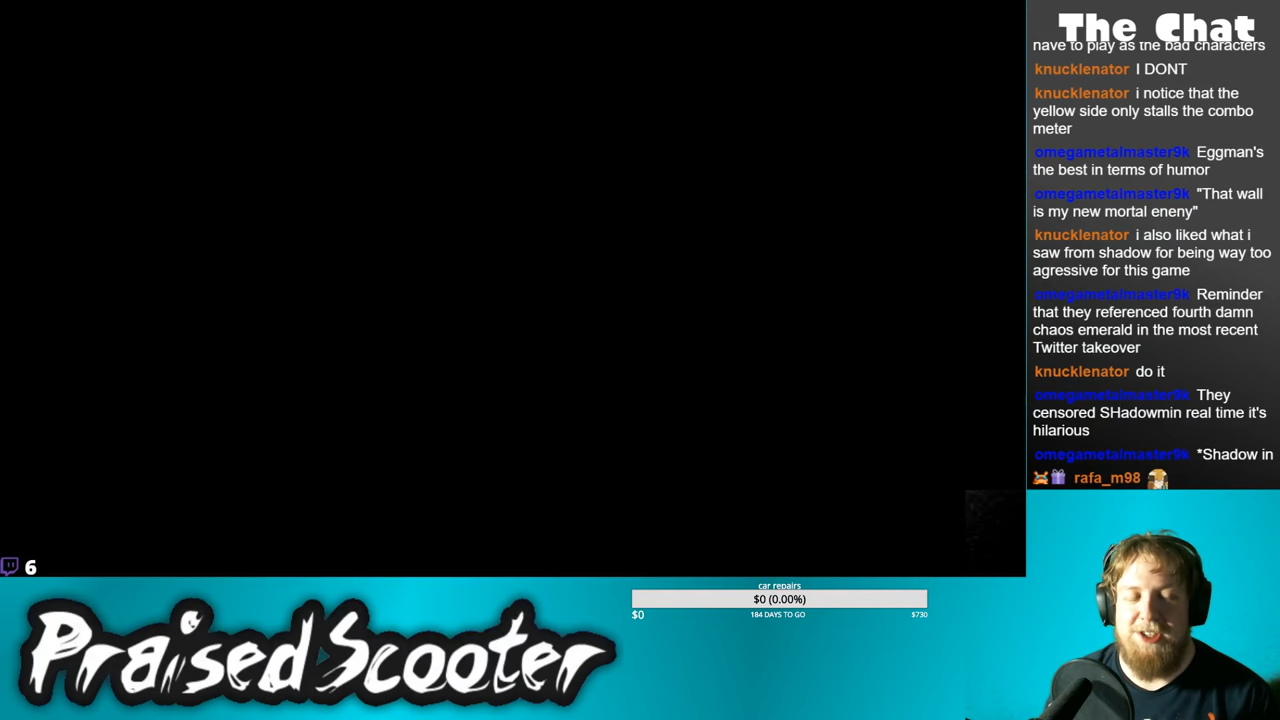 The Chat
have to play as the bad characters
knucklenator I DONT
knucklenator i notice that the
yellow side only stalls the combo
meter
omegametalmaster9k Eggman's
the best in terms of humor
omegametalmaster9k "That wall
is my new mortal eneny"
knucklenator i also liked what i
saw from shadow for being way too
agressive for this game
omegametalmaster9k Reminder
that they referenced fourth damn
chaos emerald in the most recent
Twitter takeover
knucklenator do it
omegametalmaster9k They
censored SHadowmin real time it's
hilarious
omegametalmaster9k *Shadow in
rafa_m98
6
car repairs
$0 (0.00%)
$0 184 DAYS TO GO $730
PraisedScooter